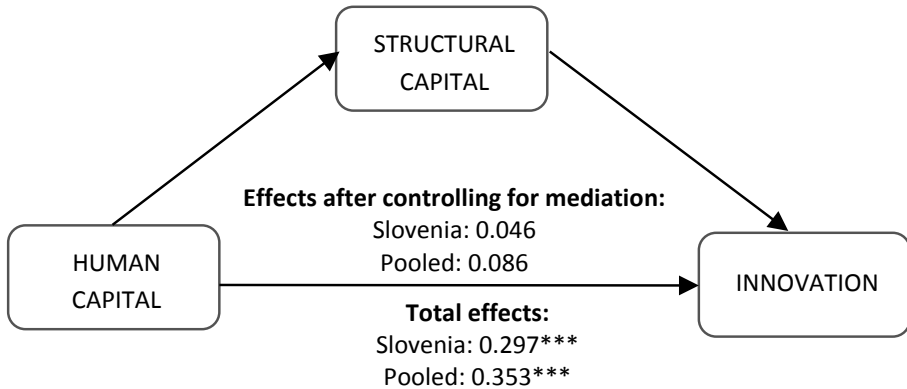 STRUCTURAL
CAPITAL
Effects after controlling for mediation:
Slovenia: 0.046
Pooled: 0.086
HUMAN
CAPITAL
INNOVATION
Total effects:
Slovenia: 0.297***
Pooled: 0.353***